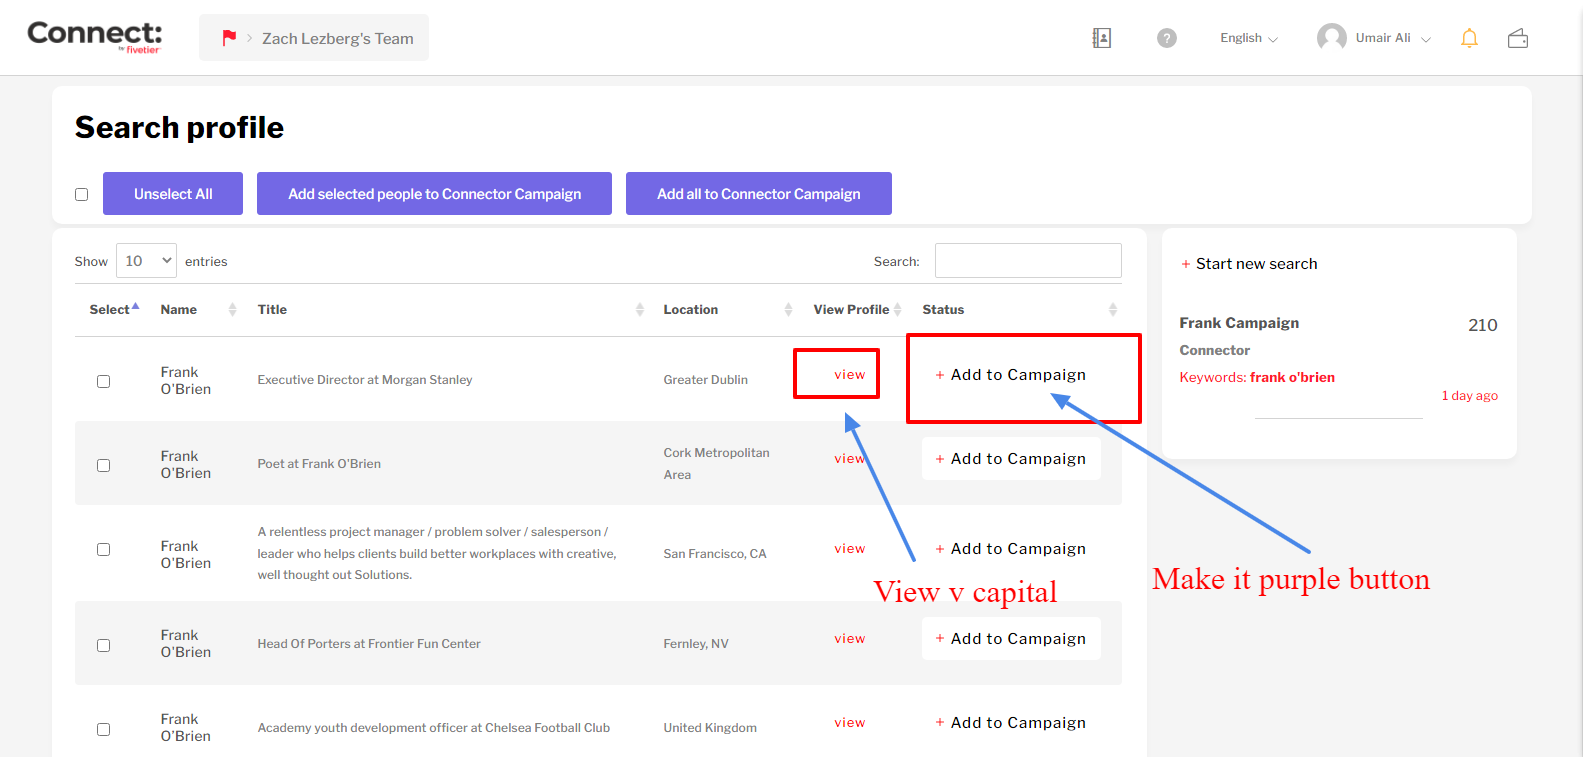 Connect:
by fivetier
Zach Lezberg's Team
English
Umair Ali
Search profile
Unselect All
Add selected people to Connector Campaign
Add all to Connector Campaign
Show 10 entries
Search:
Select Name Title Location View Profile Status
Frank O'Brien
Executive Director at Morgan Stanley
Greater Dublin
view
+ Add to Campaign
Frank O'Brien
Poet at Frank O'Brien
Cork Metropolitan
Area
view
+ Add to Campaign
Frank O'Brien
A relentless project manager / problem solver / salesperson /
leader who helps clients build better workplaces with creative,
well thought out Solutions.
San Francisco, CA
view
+ Add to Campaign
View v capital
Make it purple button
Frank O'Brien
Head Of Porters at Frontier Fun Center
Fernley, NV
view
+ Add to Campaign
Frank O'Brien
Academy youth development officer at Chelsea Football Club
United Kingdom
view
+ Add to Campaign
+ Start new search
Frank Campaign 210
Connector
Keywords: frank o'brien
1 day ago